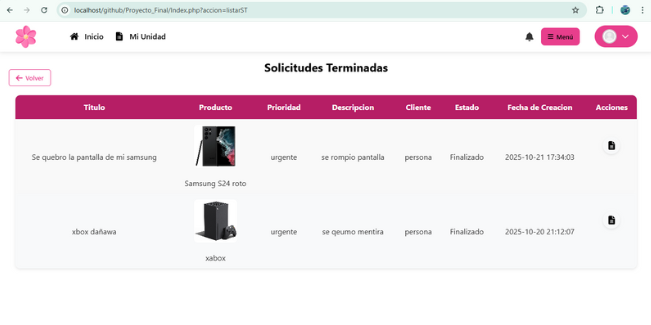 localhost/github/Proyecto_Final/Index.php?accion=listarST
Inicio
Mi Unidad
Menú
Volver
Solicitudes Terminadas
Titulo Producto Prioridad Descripcion Cliente Estado Fecha de Creacion Acciones
Se quebro la pantalla de mi samsung urgente se rompio pantalla persona Finalizado 2025-10-21 17:34:03
Samsung S24 roto
xbox dañawa urgente se qeumo mentira persona Finalizado 2025-10-20 21:12:07
xabox